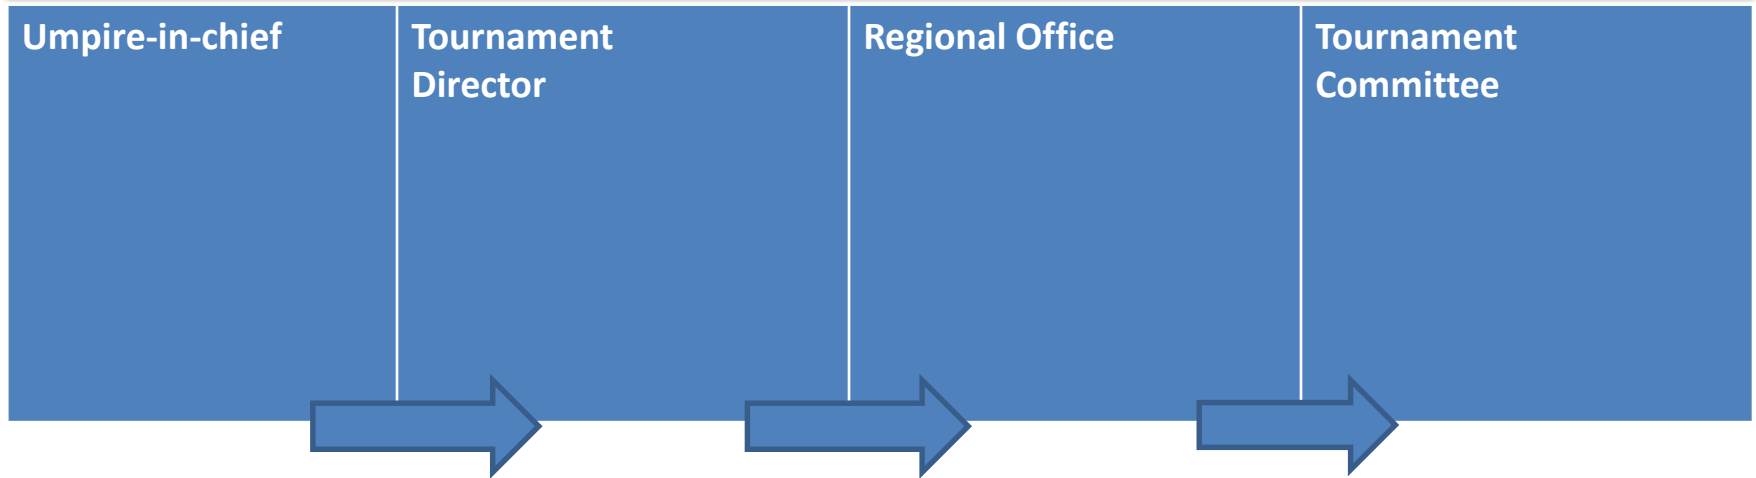 Umpire-in-chief
Tournament
Director
Regional Office
Tournament
Committee